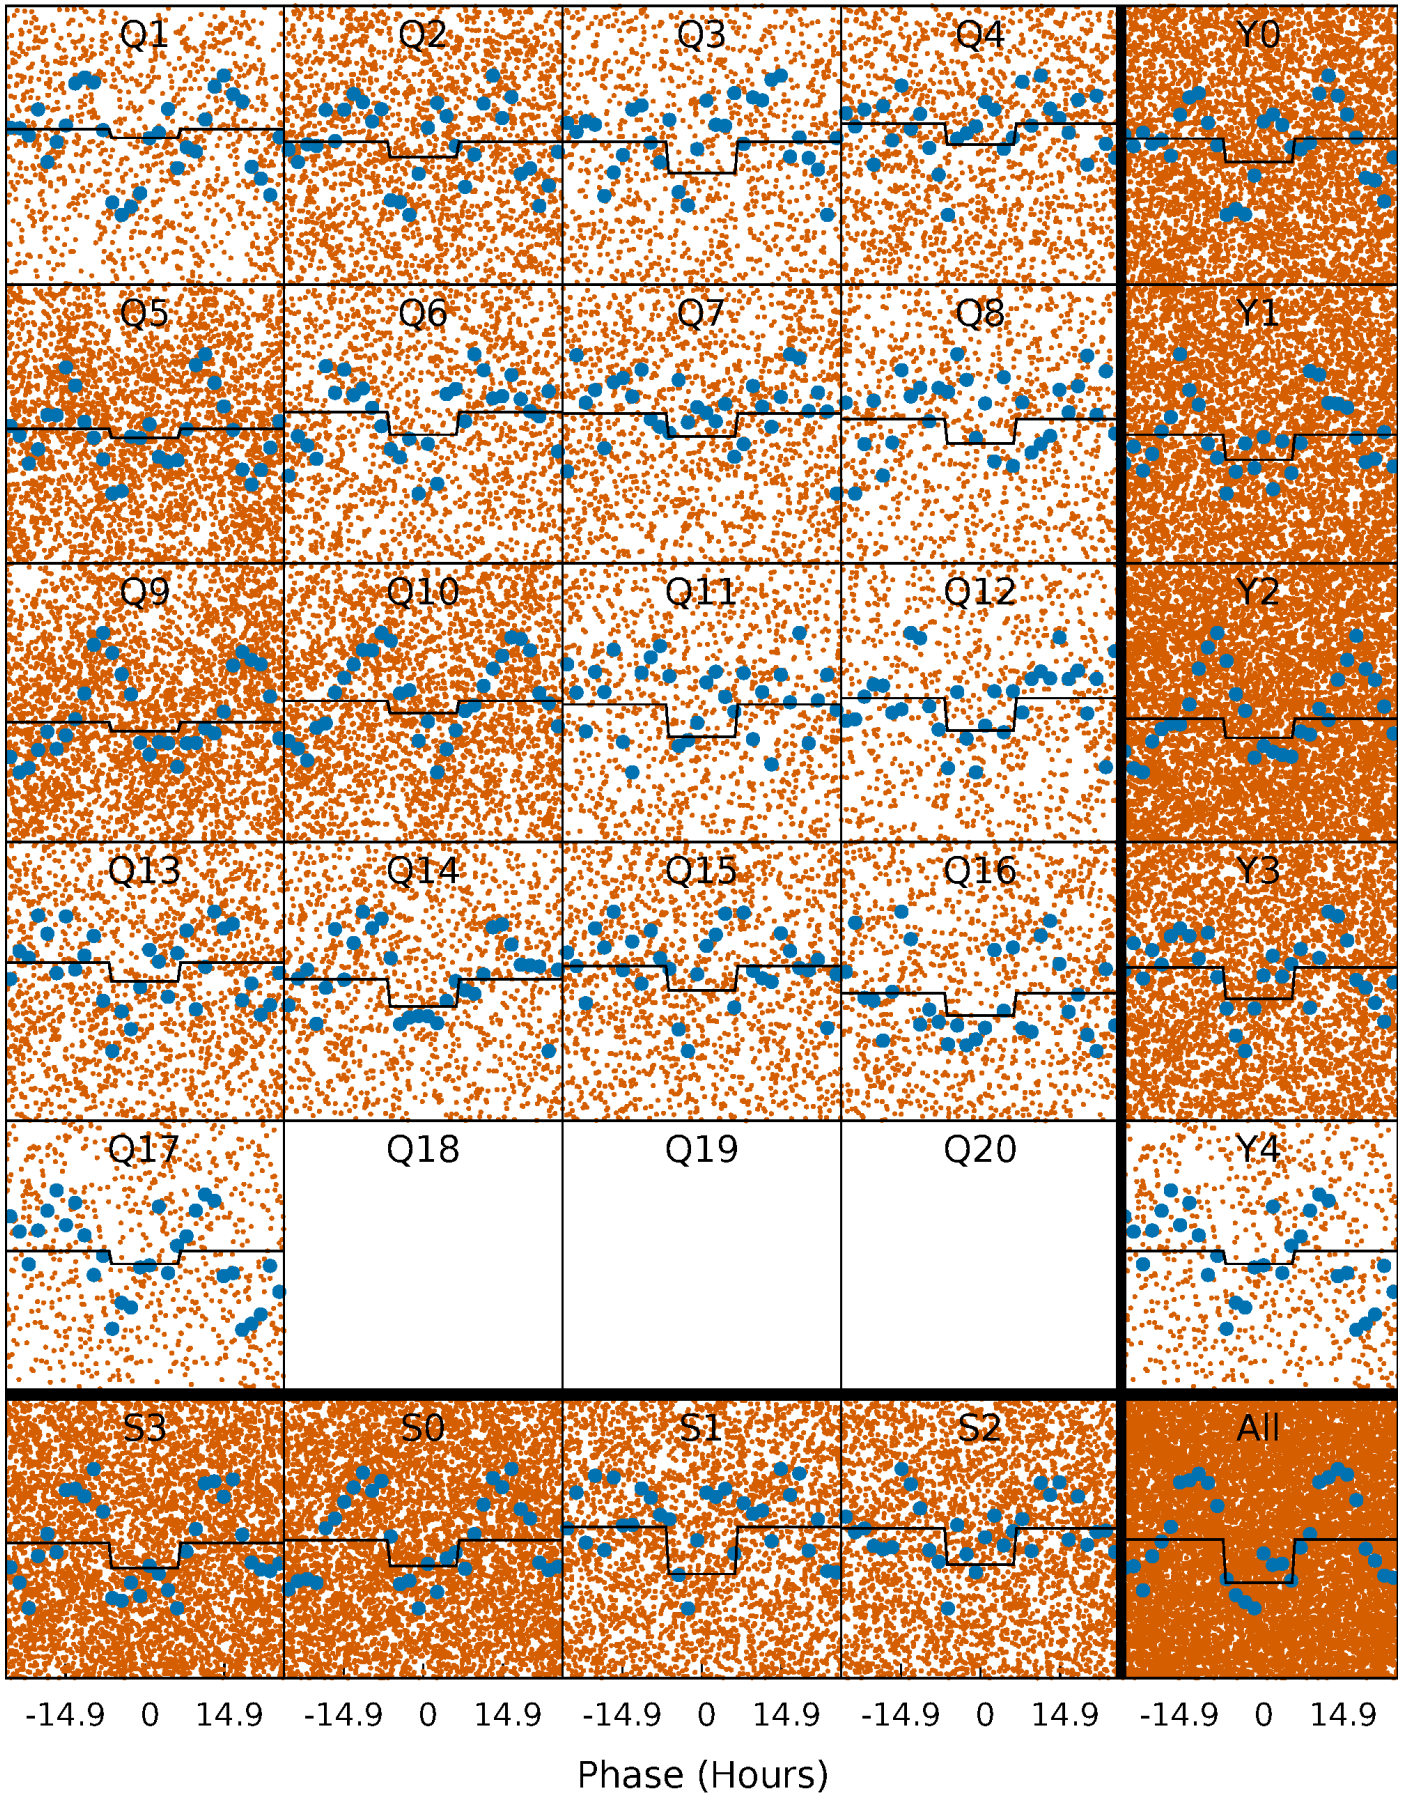 Q1 Q2 Q3 Q4 Y0
Q5 Q6 Q7 Q8 Y1
Q9 Q10 Q11 Q12 Y2
Q13 Q14 Q15 Q16 Y3
Q17 Q18 Q19 Q20 Y4
S3 S0 S1 S2 All
-14.9 0 14.9 -14.9 0 14.9 -14.9 0 14.9 -14.9 0 14.9 -14.9 0 14.9
Phase (Hours)